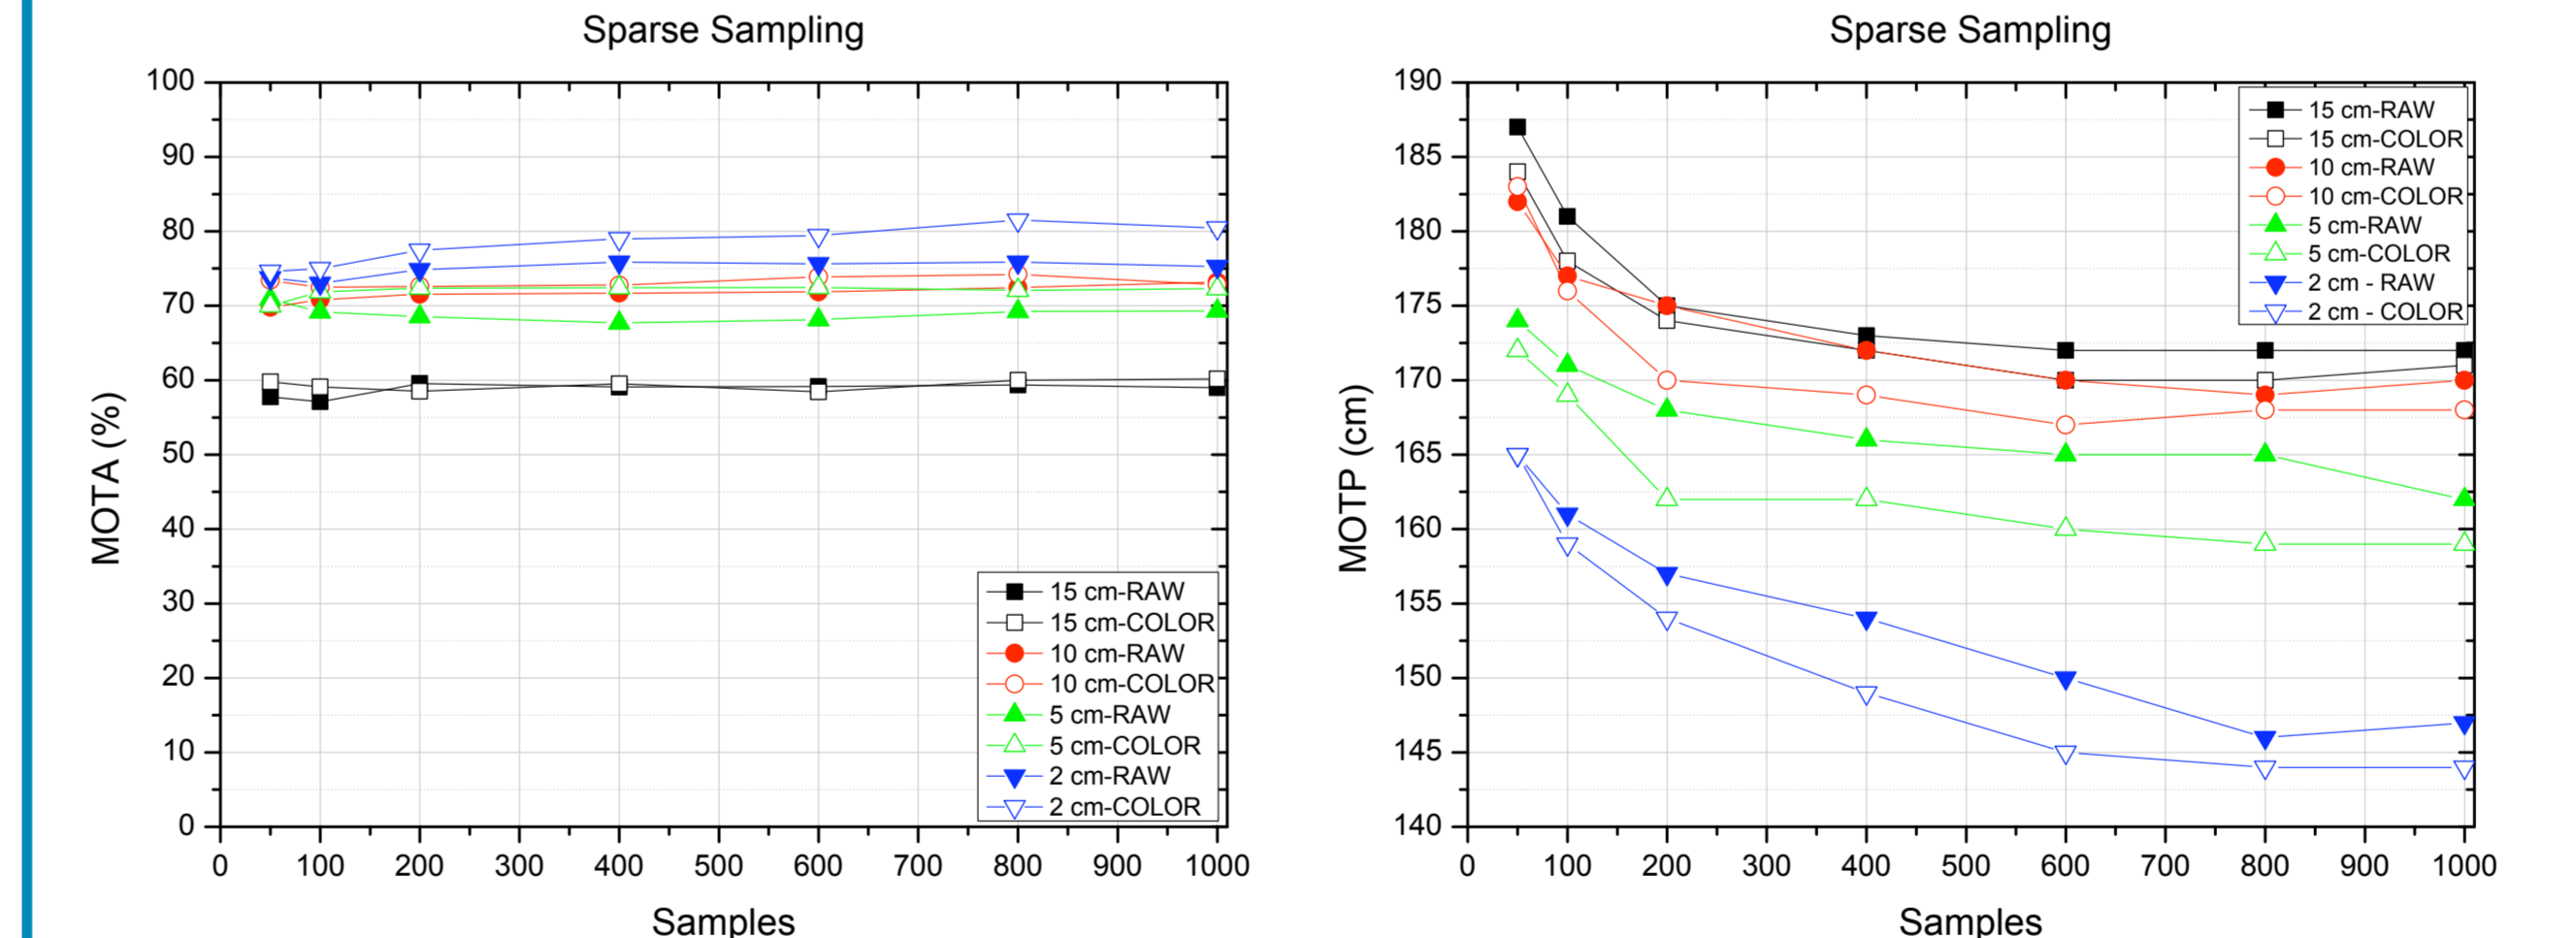 Sparse Sampling
100
90
80
70
60
50
40
30
20
10
0
MOTA (%)
15 cm-RAW
15 cm-COLOR
10 cm-RAW
10 cm-COLOR
5 cm-RAW
5 cm-COLOR
2 cm-RAW
2 cm-COLOR
0 100 200 300 400 500 600 700 800 900 1000
Samples
Sparse Sampling
190
185
180
175
170
165
160
155
150
145
140
MOTP (cm)
15 cm-RAW
15 cm-COLOR
10 cm-RAW
10 cm-COLOR
5 cm-RAW
5 cm-COLOR
2 cm - RAW
2 cm - COLOR
0 100 200 300 400 500 600 700 800 900 1000
Samples